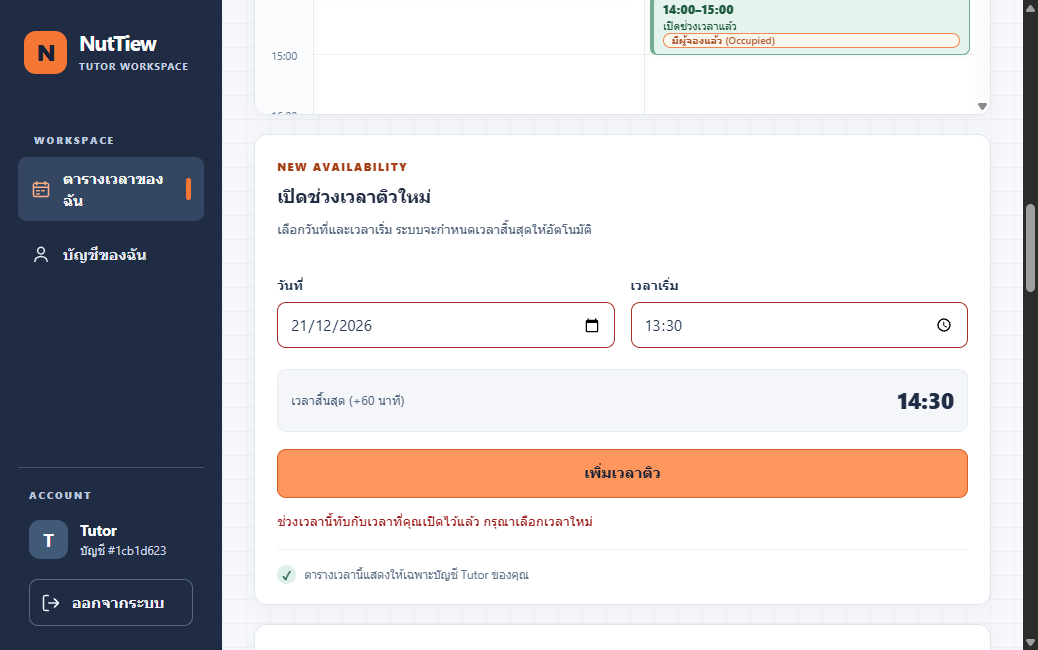 N
NutTiew
TUTOR WORKSPACE
WORKSPACE
ตารางเวลาของ
ฉัน
บัญชีของฉัน
ACCOUNT
T
Tutor
บัญชี #1cb1d623
ออกจากระบบ
14:00–15:00
เปิดช่วงเวลาแล้ว
มีผู้จองแล้ว (Occupied)
15:00
NEW AVAILABILITY
เปิดช่วงเวลาติวใหม่
เลือกวันที่และเวลาเริ่ม ระบบจะกำหนดเวลาสิ้นสุดให้อัตโนมัติ
วันที่
เวลาเริ่ม
21/12/2026
13:30
เวลาสิ้นสุด (+60 นาที)
14:30
เพิ่มเวลาติว
ช่วงเวลานี้ทับกับเวลาที่คุณเปิดไว้แล้ว กรุณาเลือกเวลาใหม่
ตารางเวลานี้แสดงให้เฉพาะบัญชี Tutor ของคุณ